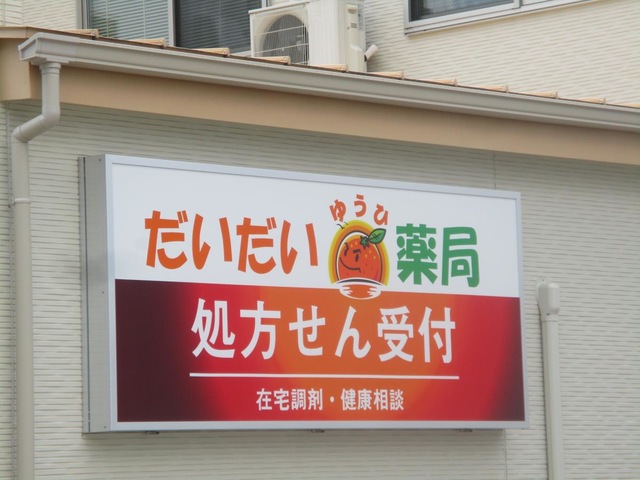 ゆうひ
だいだい薬局
処方せん受付
在宅調剤・健康相談